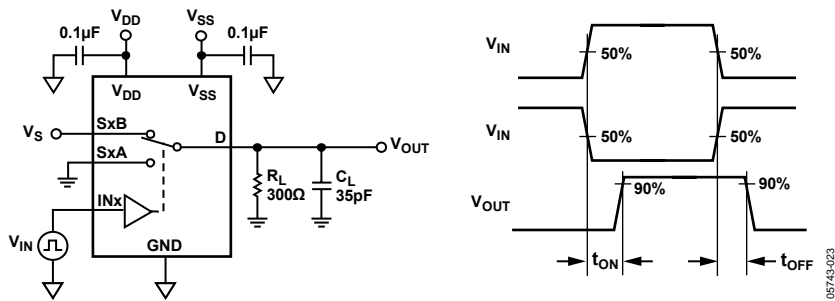 VDD
VSS
0.1µF
0.1µF
VDD
VSS
VS
SxB
D
VOUT
SxA
RL
300Ω
CL
35pF
INx
VIN
GND
VIN
50%
50%
VIN
50%
50%
VOUT
90%
90%
tON
tOFF
05743-023